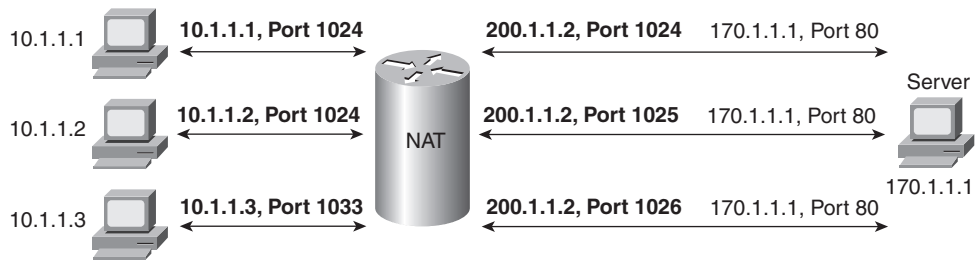 10.1.1.1
10.1.1.1, Port 1024
200.1.1.2, Port 1024
170.1.1.1, Port 80
Server
10.1.1.2
10.1.1.2, Port 1024
NAT
200.1.1.2, Port 1025
170.1.1.1, Port 80
170.1.1.1
10.1.1.3
10.1.1.3, Port 1033
200.1.1.2, Port 1026
170.1.1.1, Port 80